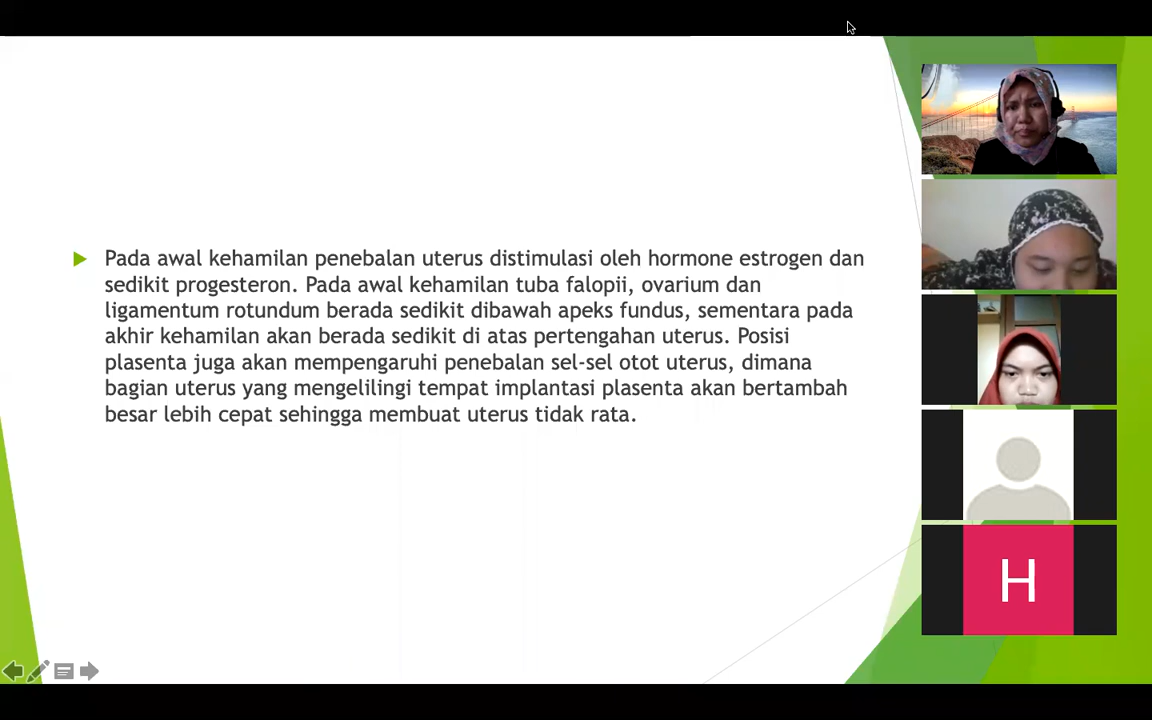 Pada awal kehamilan penebalan uterus distimulasi oleh hormone estrogen dan
sedikit progesteron. Pada awal kehamilan tuba falopii, ovarium dan
ligamentum rotundum berada sedikit dibawah apeks fundus, sementara pada
akhir kehamilan akan berada sedikit di atas pertengahan uterus. Posisi
plasenta juga akan mempengaruhi penebalan sel-sel otot uterus, dimana
bagian uterus yang mengelilingi tempat implantasi plasenta akan bertambah
besar lebih cepat sehingga membuat uterus tidak rata.
H